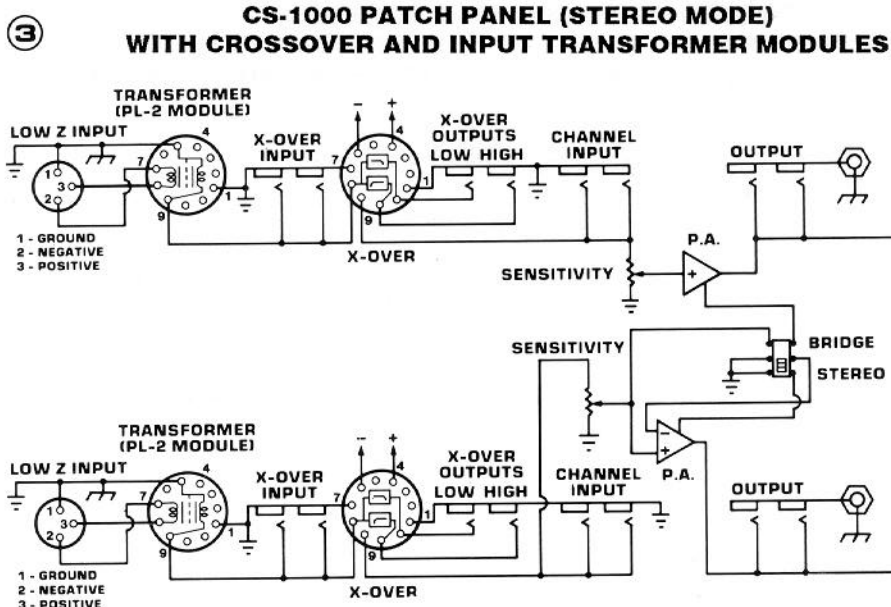 3
CS-1000 PATCH PANEL (STEREO MODE)
WITH CROSSOVER AND INPUT TRANSFORMER MODULES
TRANSFORMER
(PL-2 MODULE)
LOW Z INPUT
4
7
1
3
2
9
1
1 - GROUND
2 - NEGATIVE
3 - POSITIVE
X-OVER
INPUT
- +
4
7
1
9
X-OVER
X-OVER
OUTPUTS
LOW HIGH
CHANNEL
INPUT
OUTPUT
P.A.
+
SENSITIVITY
SENSITIVITY
BRIDGE
STEREO
-
+
P.A.
TRANSFORMER
(PL-2 MODULE)
LOW Z INPUT
4
7
1
3
2
9
1
1 - GROUND
2 - NEGATIVE
3 - POSITIVE
X-OVER
INPUT
- +
4
7
1
9
X-OVER
X-OVER
OUTPUTS
LOW HIGH
CHANNEL
INPUT
OUTPUT